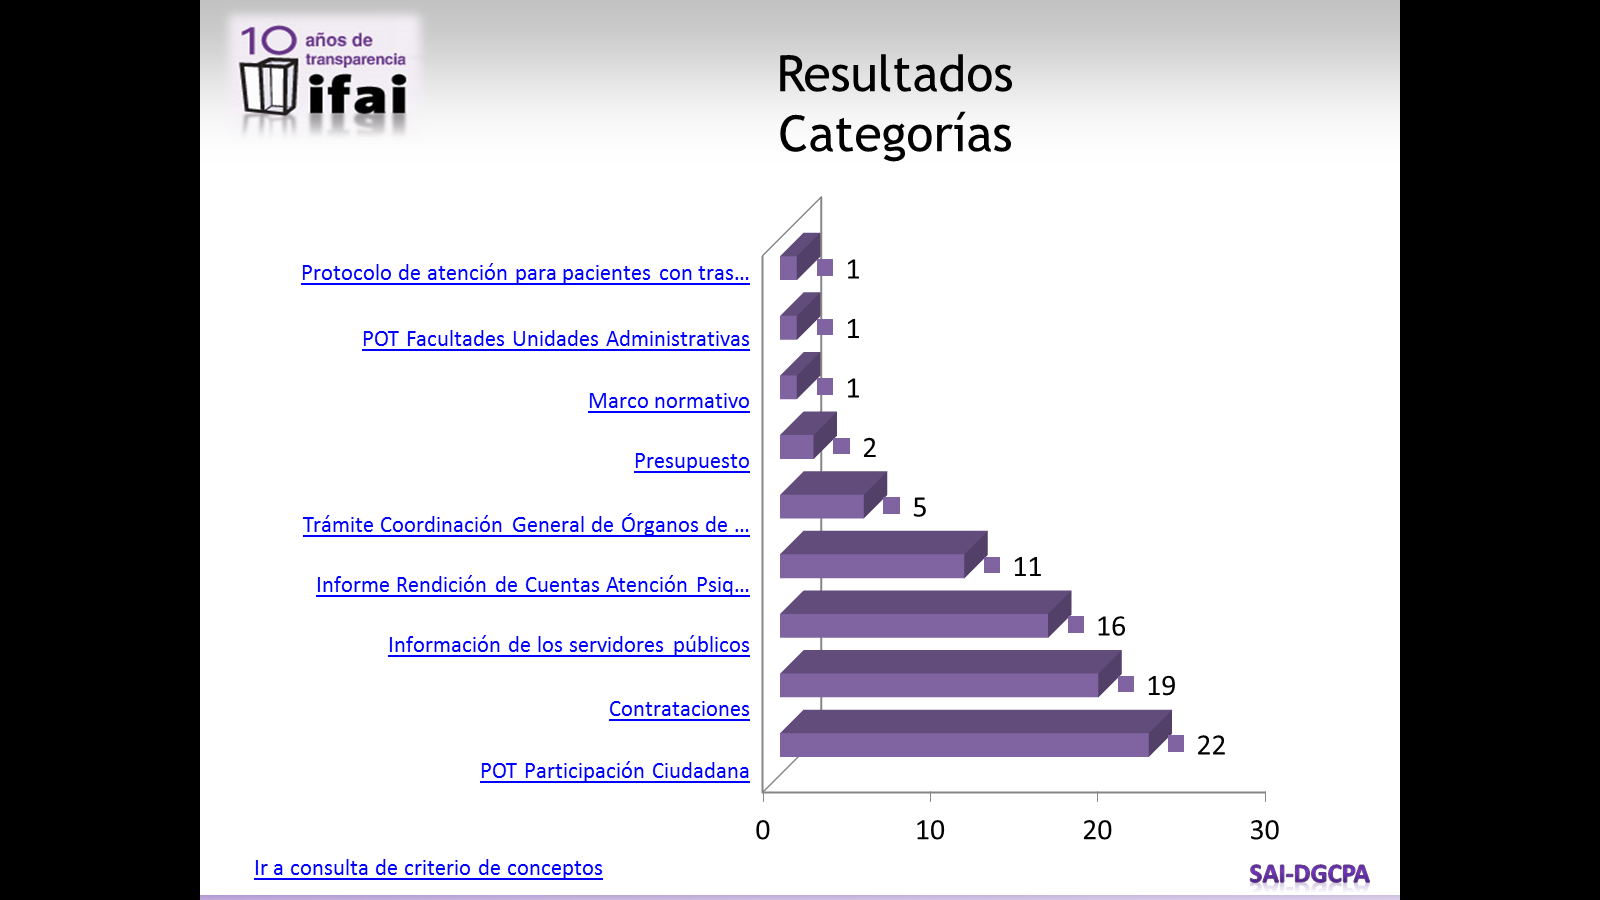 10 años de
transparencia
ifai
Resultados
Categorías
Protocolo de atención para pacientes con tras...
1
POT Facultades Unidades Administrativas
1
Marco normativo
1
Presupuesto
2
Trámite Coordinación General de Órganos de ...
5
Informe Rendición de Cuentas Atención Psiq...
11
Información de los servidores públicos
16
Contrataciones
19
POT Participación Ciudadana
22
0 10 20 30
Ir a consulta de criterio de conceptos
SAI-DGCPA